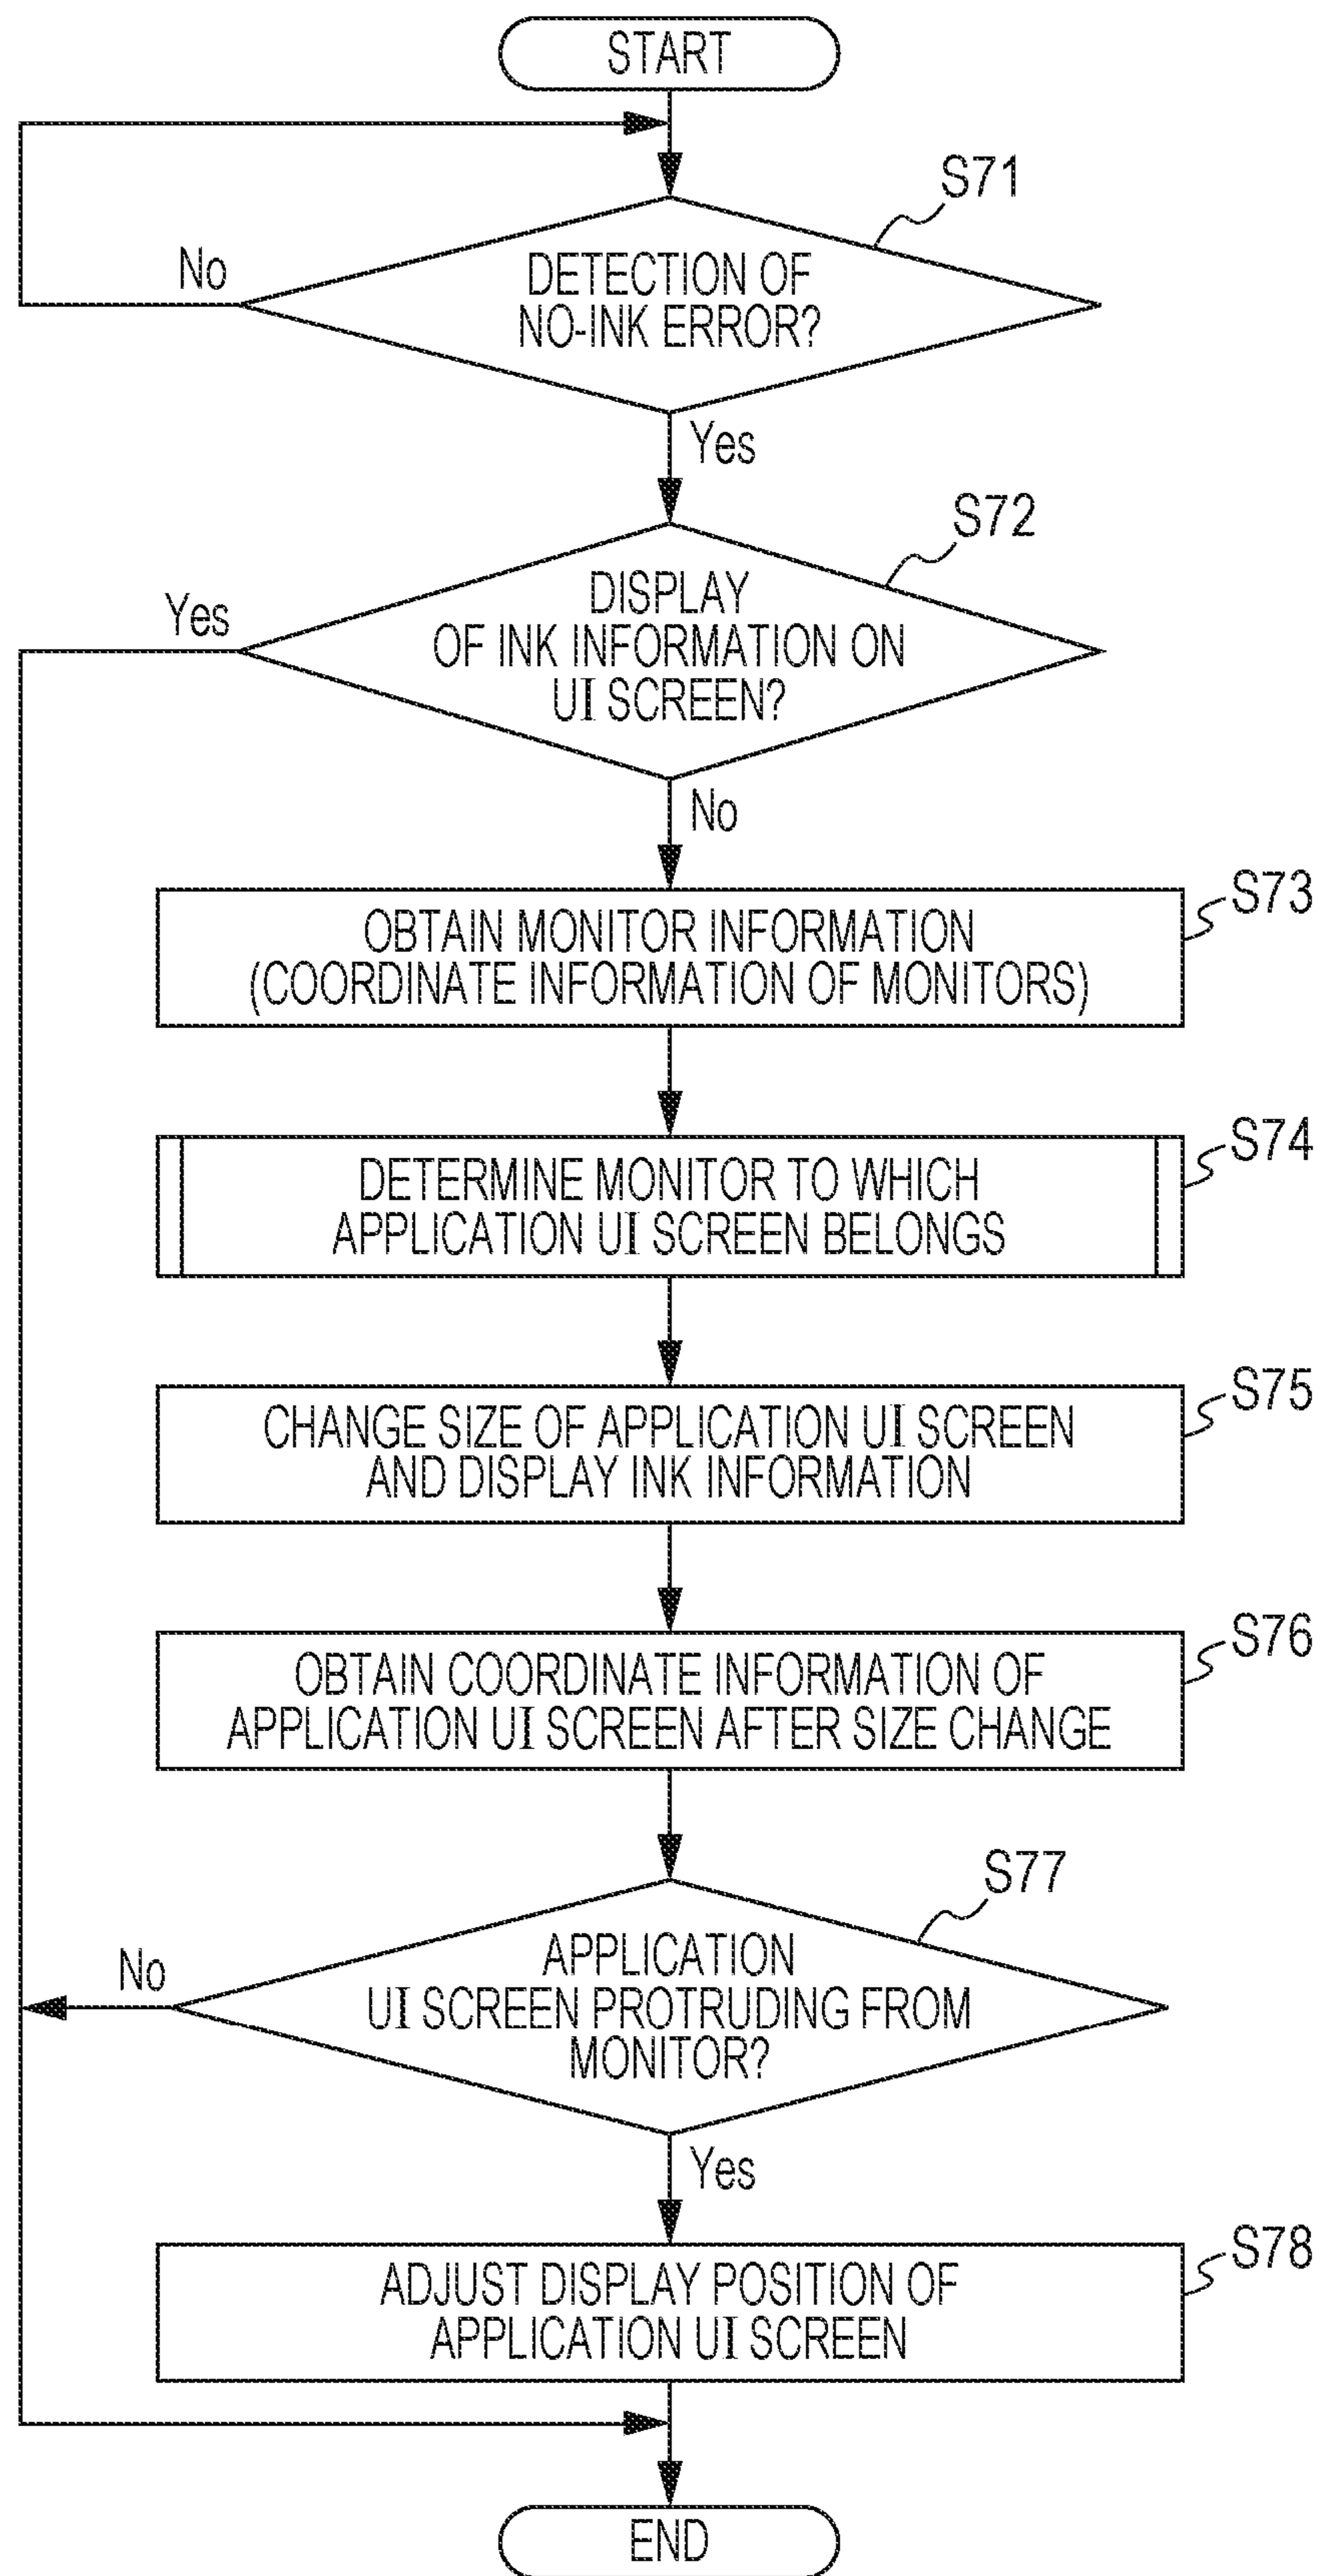 START
S71
No
DETECTION OF
NO-INK ERROR?
Yes
S72
Yes
DISPLAY
OF INK INFORMATION ON
UI SCREEN?
No
S73
OBTAIN MONITOR INFORMATION
(COORDINATE INFORMATION OF MONITORS)
S74
DETERMINE MONITOR TO WHICH
APPLICATION UI SCREEN BELONGS
S75
CHANGE SIZE OF APPLICATION UI SCREEN
AND DISPLAY INK INFORMATION
S76
OBTAIN COORDINATE INFORMATION OF
APPLICATION UI SCREEN AFTER SIZE CHANGE
S77
No
APPLICATION
UI SCREEN PROTRUDING FROM
MONITOR?
Yes
S78
ADJUST DISPLAY POSITION OF
APPLICATION UI SCREEN
END